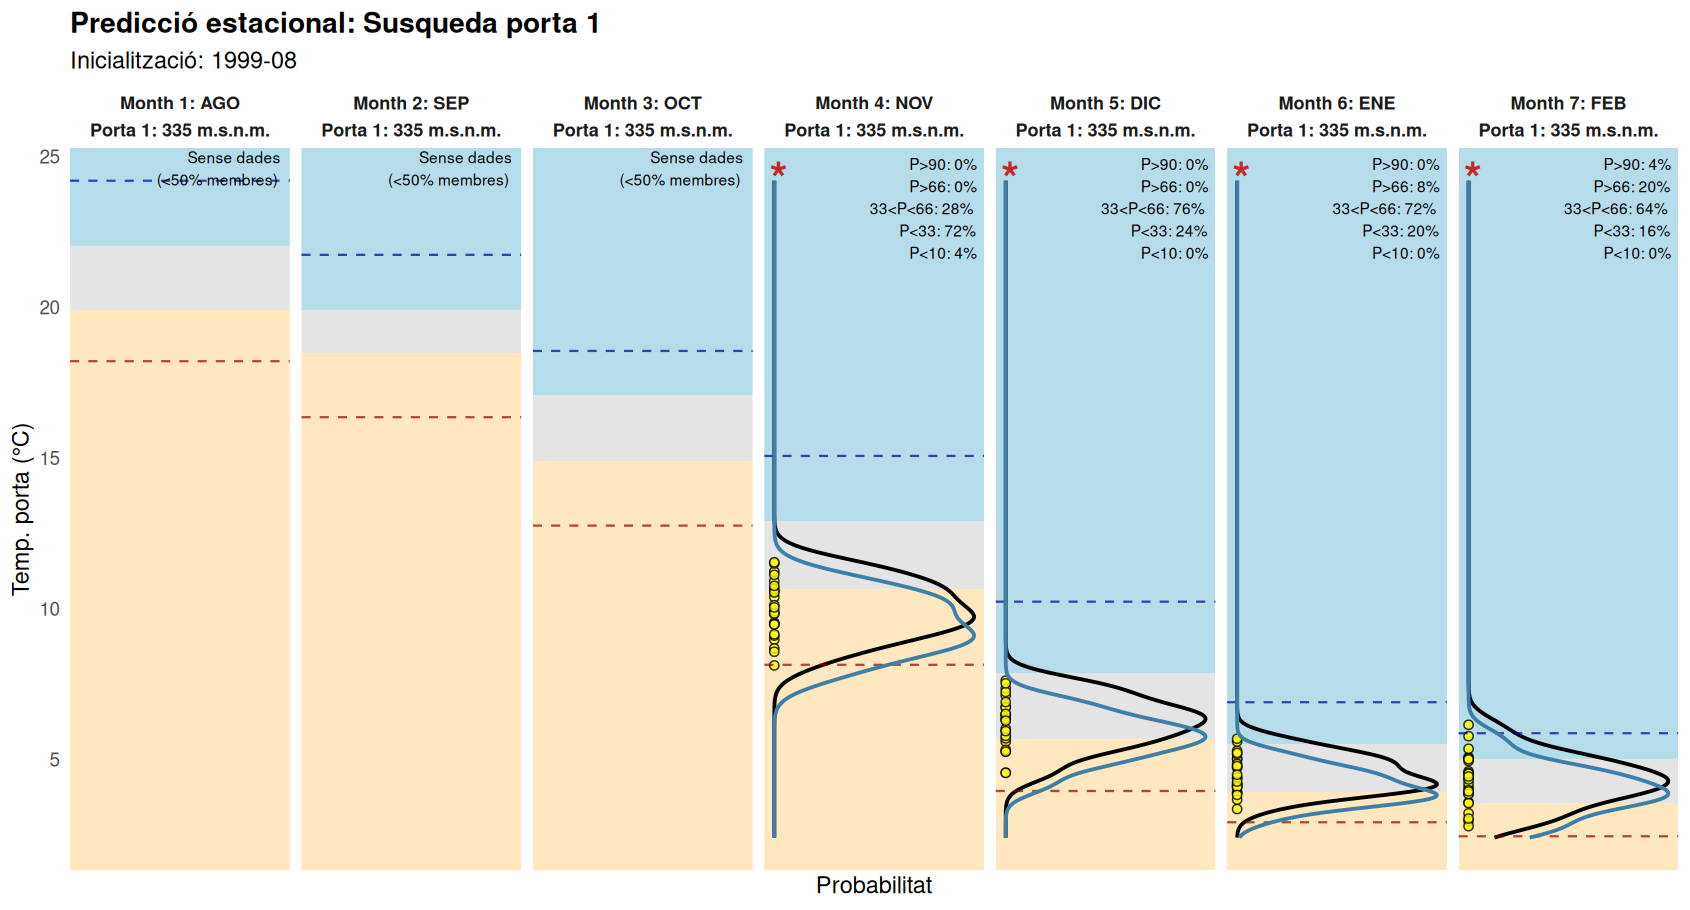 Predicció estacional: Susqueda porta 1
Inicialització: 1999-08
Month 1: AGO
Porta 1: 335 m.s.n.m.
Month 2: SEP
Porta 1: 335 m.s.n.m.
Month 3: OCT
Porta 1: 335 m.s.n.m.
Month 4: NOV
Porta 1: 335 m.s.n.m.
Month 5: DIC
Porta 1: 335 m.s.n.m.
Month 6: ENE
Porta 1: 335 m.s.n.m.
Month 7: FEB
Porta 1: 335 m.s.n.m.
Sense dades
(<50% membres)
Sense dades
(<50% membres)
Sense dades
(<50% membres)
*
P>90: 0%
P>66: 0%
33<P<66: 28%
P<33: 72%
P<10: 4%
*
P>90: 0%
P>66: 0%
33<P<66: 76%
P<33: 24%
P<10: 0%
*
P>90: 0%
P>66: 8%
33<P<66: 72%
P<33: 20%
P<10: 0%
*
P>90: 4%
P>66: 20%
33<P<66: 64%
P<33: 16%
P<10: 0%
25
20
15
10
5
Temp. porta (°C)
Probabilitat